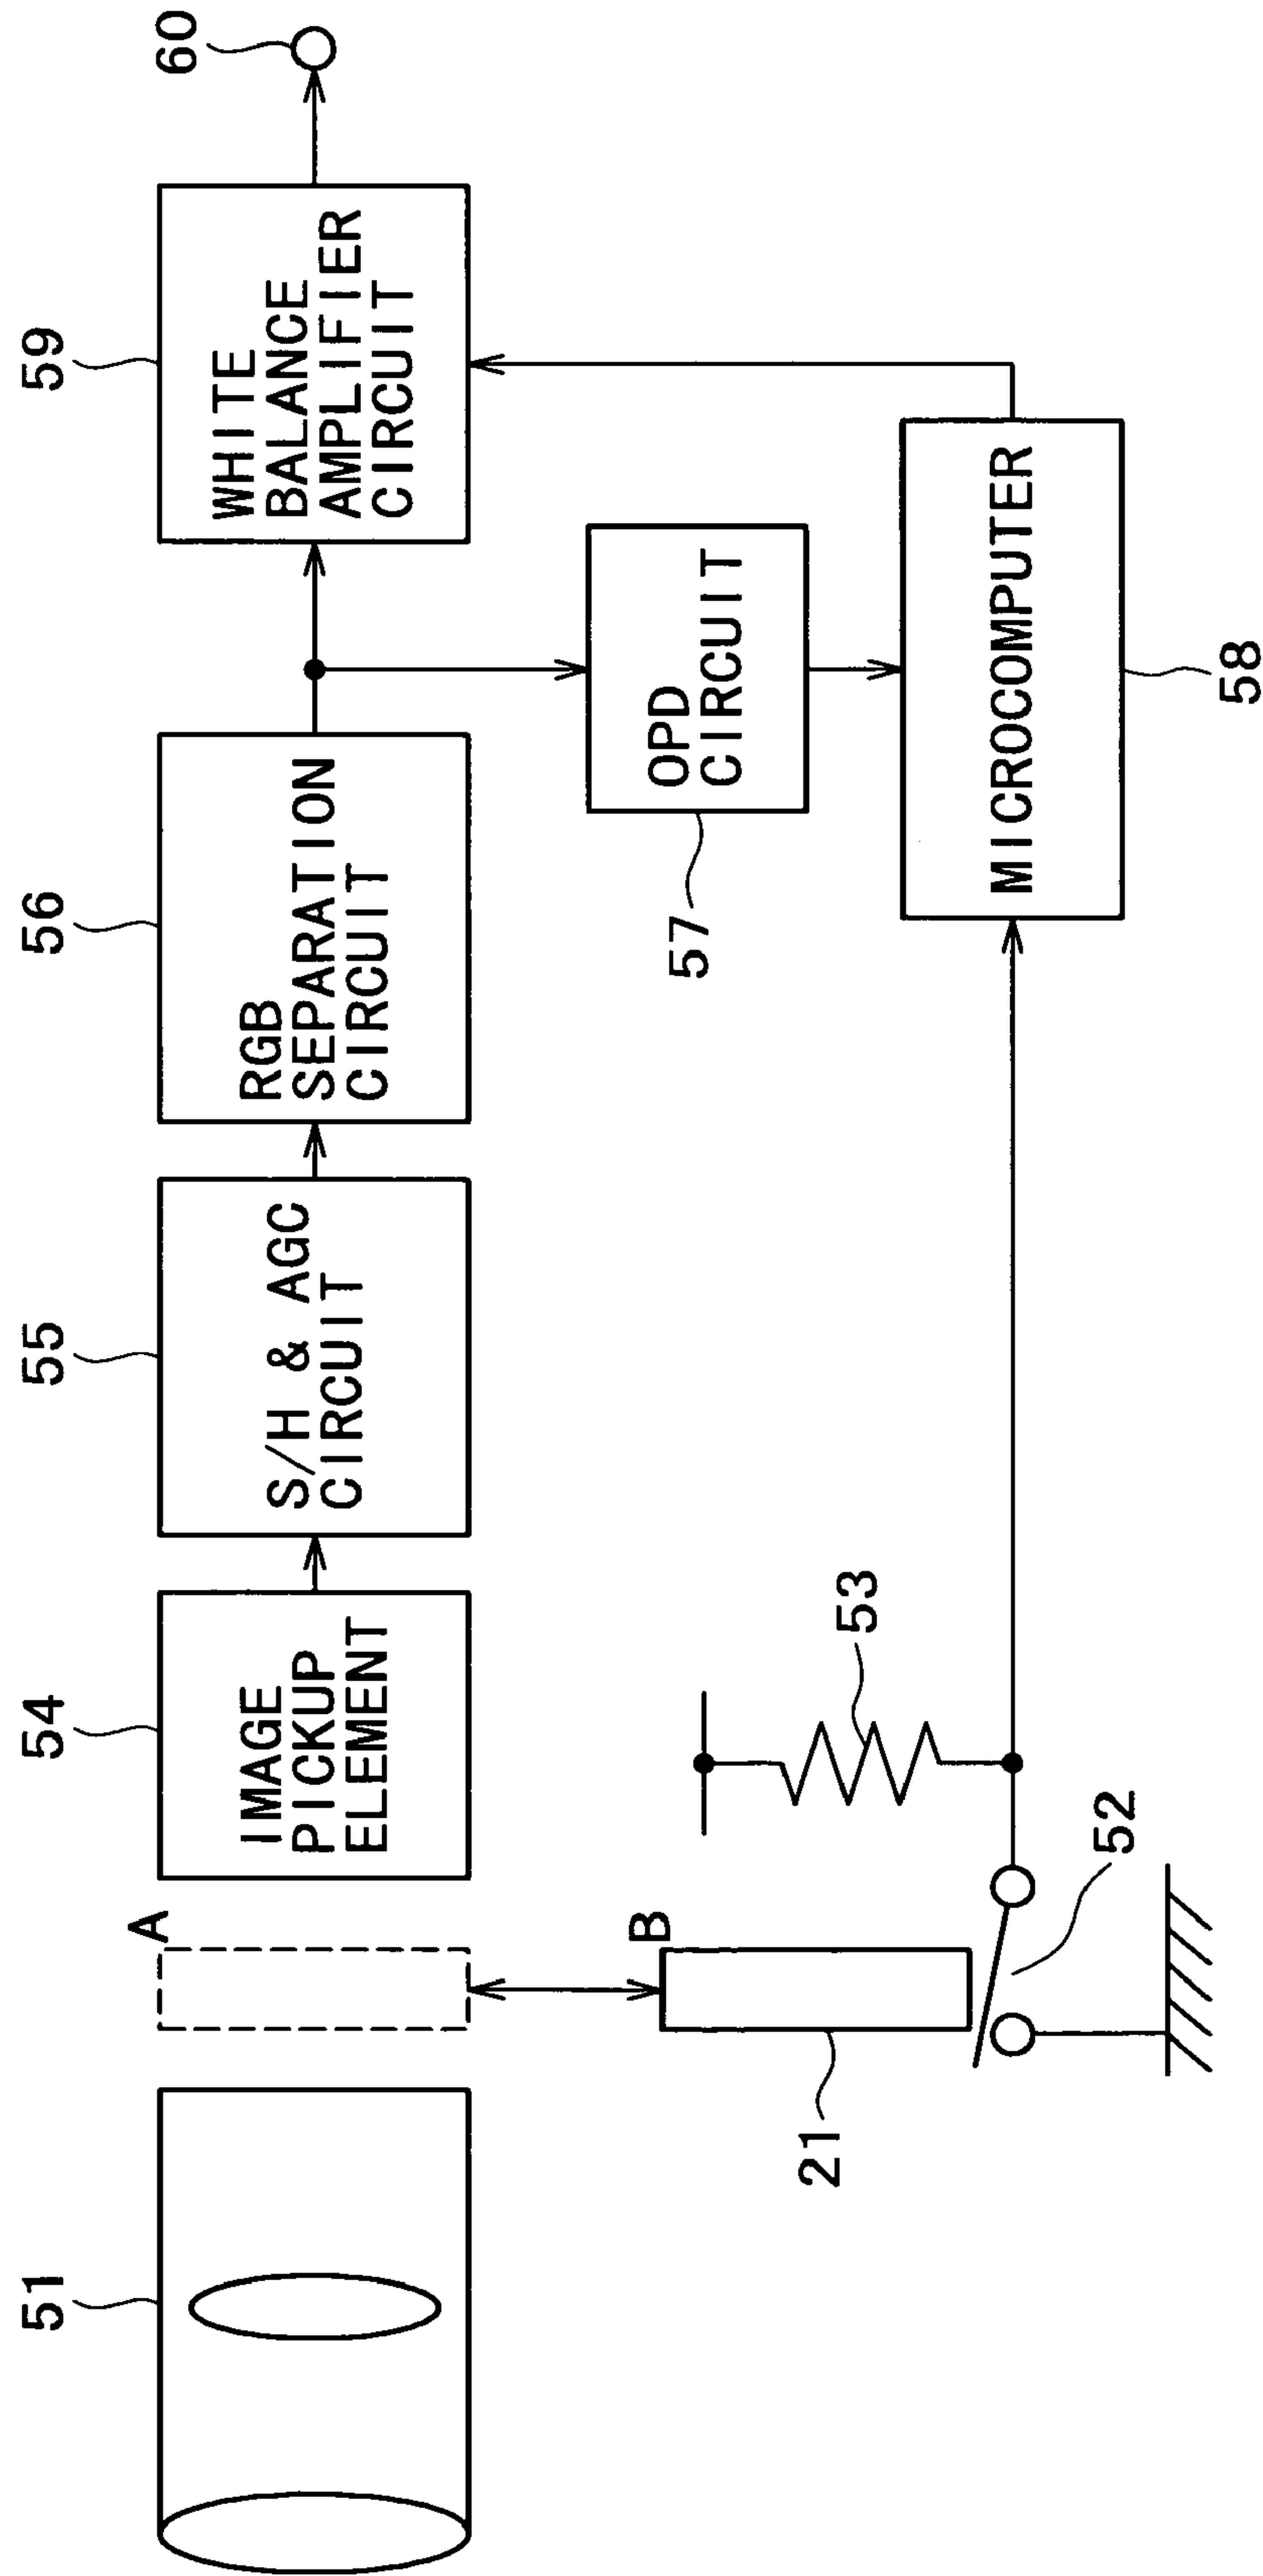 51
54
55
56
59
60
A
IMAGE
PICKUP
ELEMENT
S/H & AGC
CIRCUIT
RGB
SEPARATION
CIRCUIT
WHITE
BALANCE
AMPLIFIER
CIRCUIT
B
21
52
53
57
OPD
CIRCUIT
MICROCOMPUTER
58